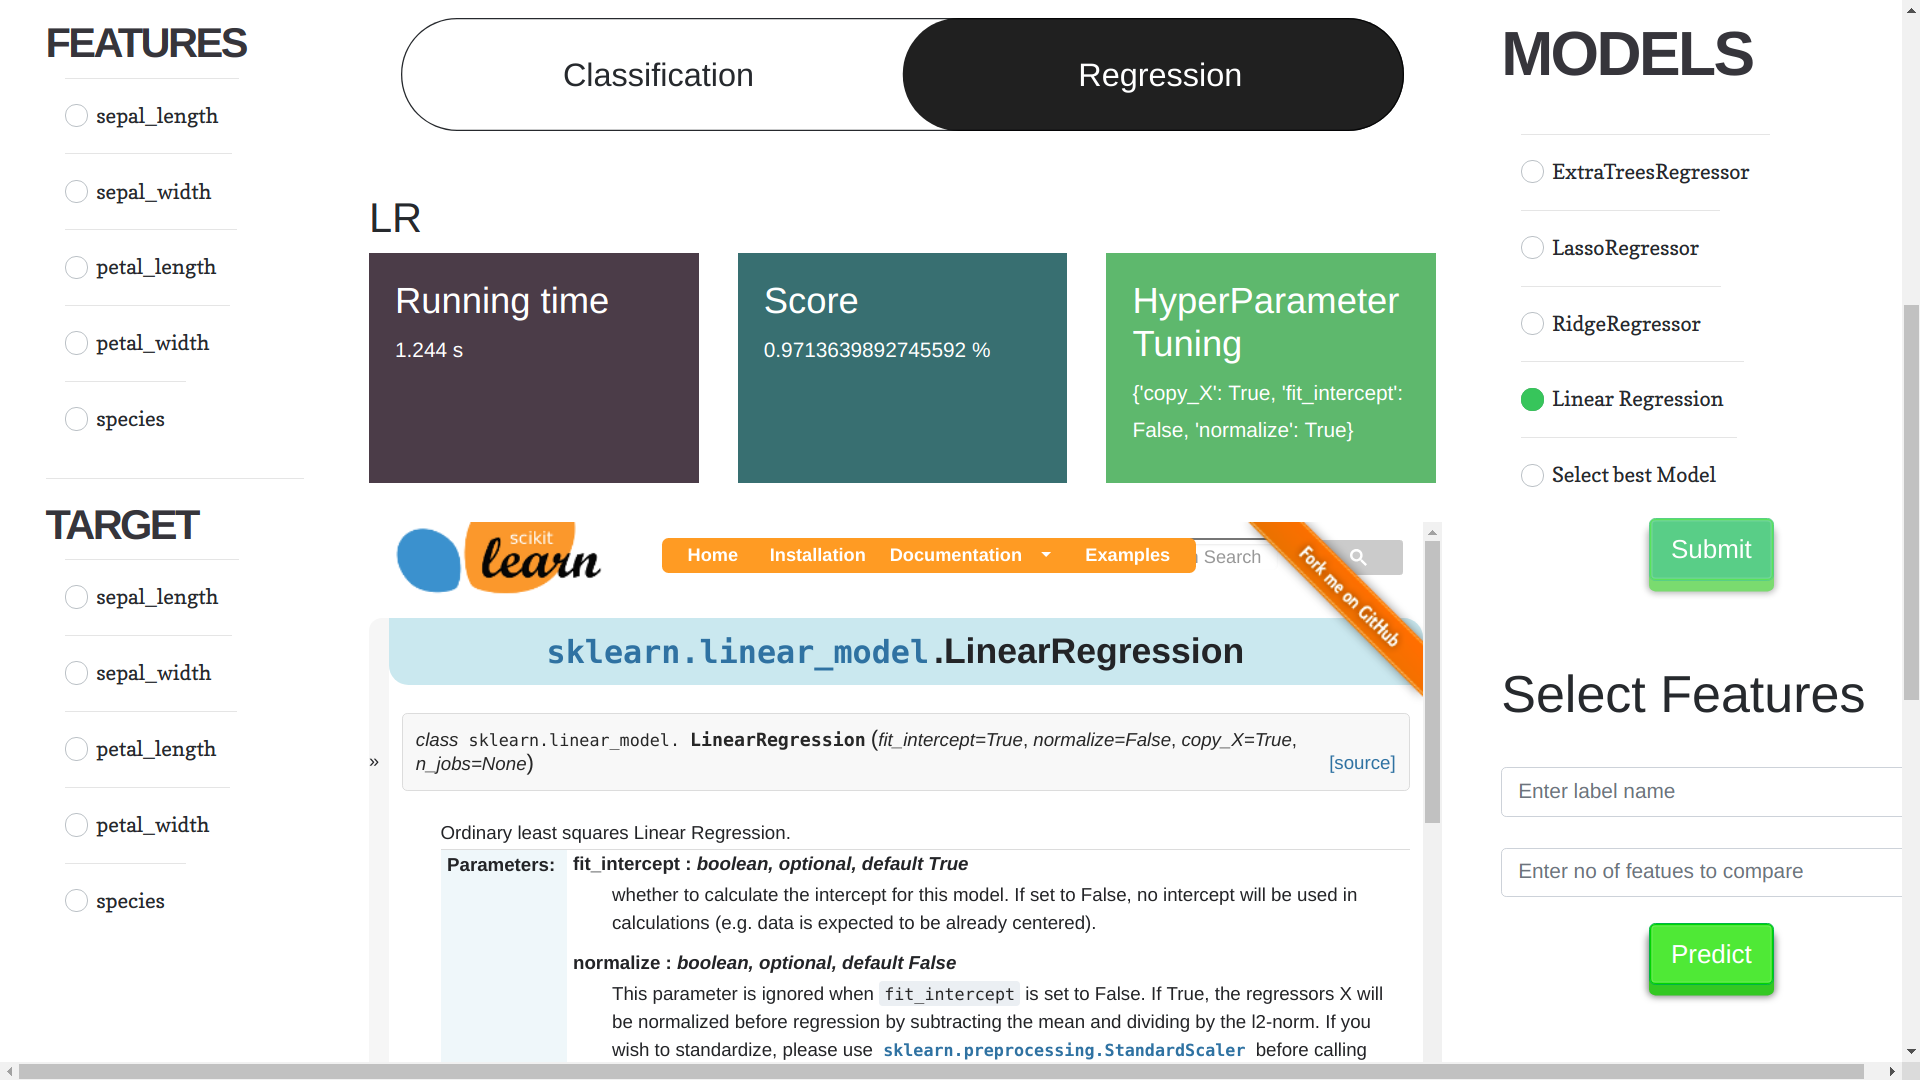 FEATURES
sepal_length
sepal_width
petal_length
petal_width
species
TARGET
sepal_length
sepal_width
petal_length
petal_width
species
Classification
Regression
LR
Running time
1.244 s
Score
0.9713639892745592 %
HyperParameter
Tuning
{'copy_X': True, 'fit_intercept':
False, 'normalize': True}
scikit
learn
Home
Installation
Documentation
Examples
Search
Fork me on GitHub
sklearn.linear_model.LinearRegression
»
class sklearn.linear_model. LinearRegression (fit_intercept=True, normalize=False, copy_X=True,
n_jobs=None)
[source]
Ordinary least squares Linear Regression.
Parameters:
fit_intercept : boolean, optional, default True
whether to calculate the intercept for this model. If set to False, no intercept will be used in
calculations (e.g. data is expected to be already centered).
normalize : boolean, optional, default False
This parameter is ignored when fit_intercept is set to False. If True, the regressors X will
be normalized before regression by subtracting the mean and dividing by the l2-norm. If you
wish to standardize, please use sklearn.preprocessing.StandardScaler before calling
MODELS
ExtraTreesRegressor
LassoRegressor
RidgeRegressor
Linear Regression
Select best Model
Submit
Select Features
Enter label name
Enter no of featues to compare
Predict